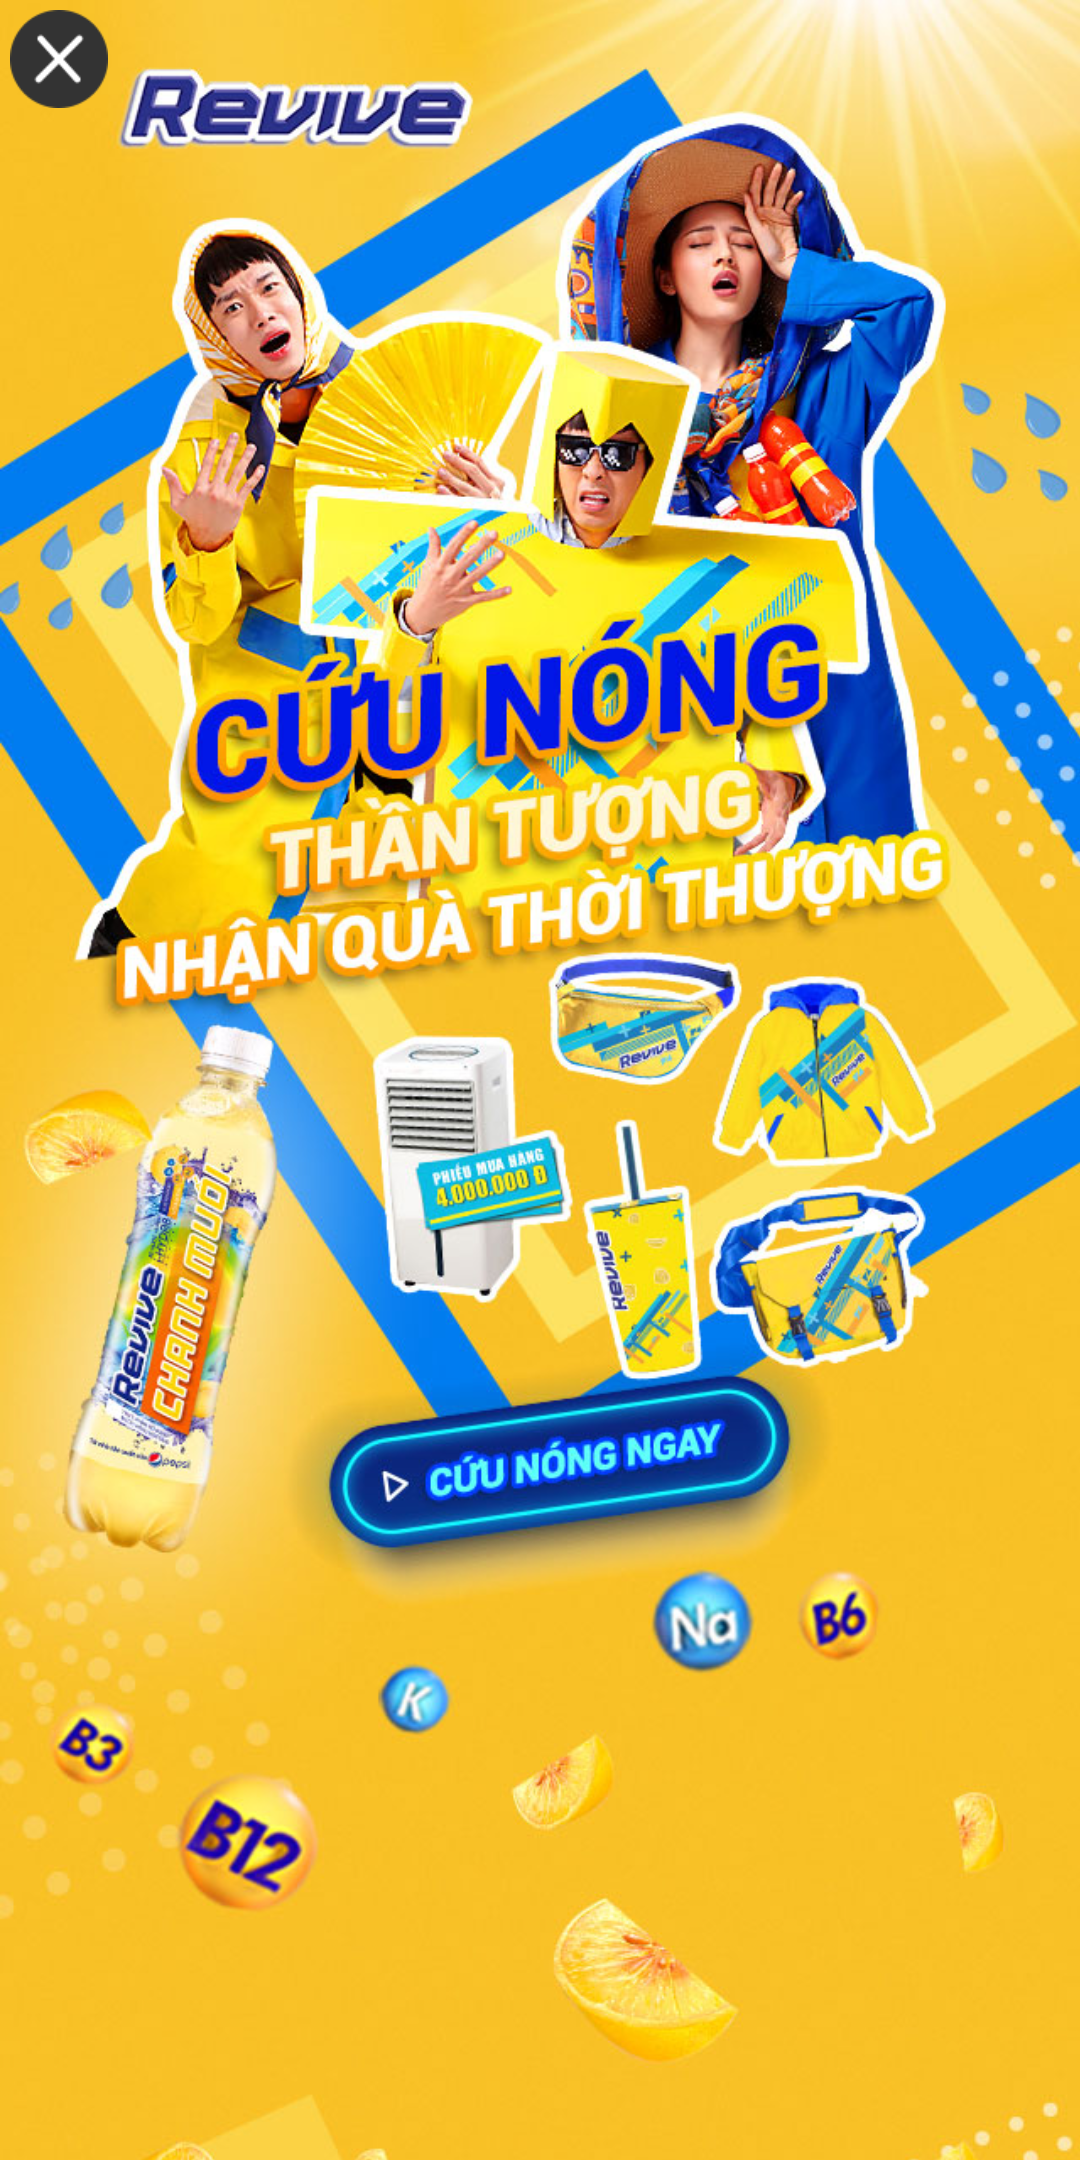 Revive
CỨU NÓNG
THẦN TƯỢNG
NHẬN QUÀ THỜI THƯỢNG
Revive
Revive
PHIẾU MUA HÀNG
4.000.000 Đ
Revive
Revive
Revive
CHANH MUỐI
pepsi
CỨU NÓNG NGAY
Na
B6
K
B3
B12